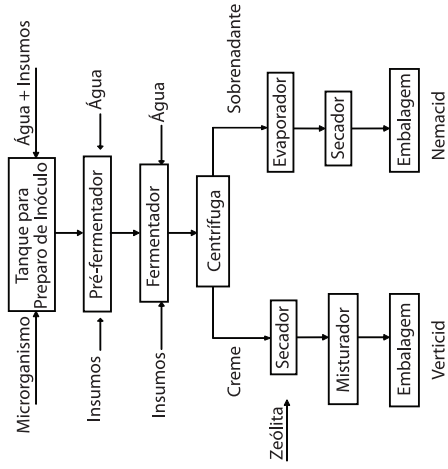 Microrganismo
Água + Insumos
Tanque para
Preparo de Inóculo
Insumos
Água
Pré-fermentador
Insumos
Água
Fermentador
Centrífuga
Creme
Sobrenadante
Zeólita
Secador
Evaporador
Misturador
Secador
Embalagem
Embalagem
Verticid
Nemacid